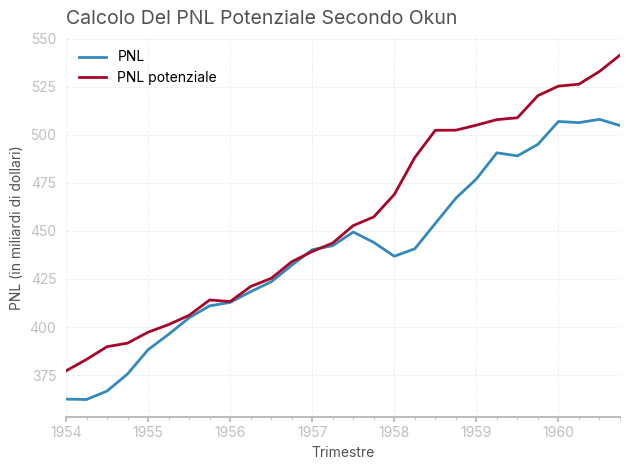 Calcolo Del PNL Potenziale Secondo Okun
PNL
PNL potenziale
PNL (in miliardi di dollari)
550
525
500
475
450
425
400
375
1954 1955 1956 1957 1958 1959 1960
Trimestre